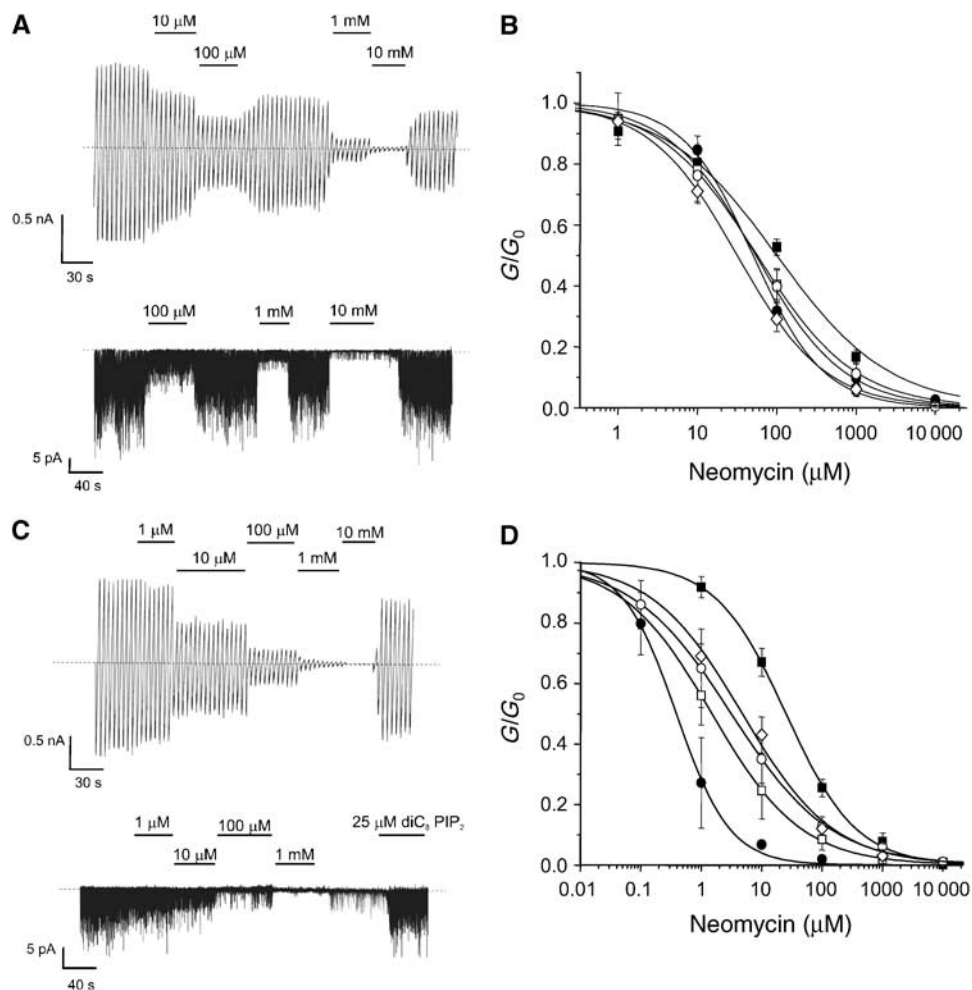 A
10 μM
100 μM
1 mM
10 mM
0.5 nA
30 s
100 μM
1 mM
10 mM
5 pA
40 s
B
G/G0
1.0
0.8
0.6
0.4
0.2
0.0
1
10
100
1000
10 000
Neomycin (μM)
C
1 μM
10 μM
100 μM
1 mM
10 mM
0.5 nA
30 s
1 μM
10 μM
100 μM
1 mM
25 μM diC8 PIP2
5 pA
40 s
D
G/G0
1.0
0.8
0.6
0.4
0.2
0.0
0.01
0.1
1
10
100
1000
10 000
Neomycin (μM)